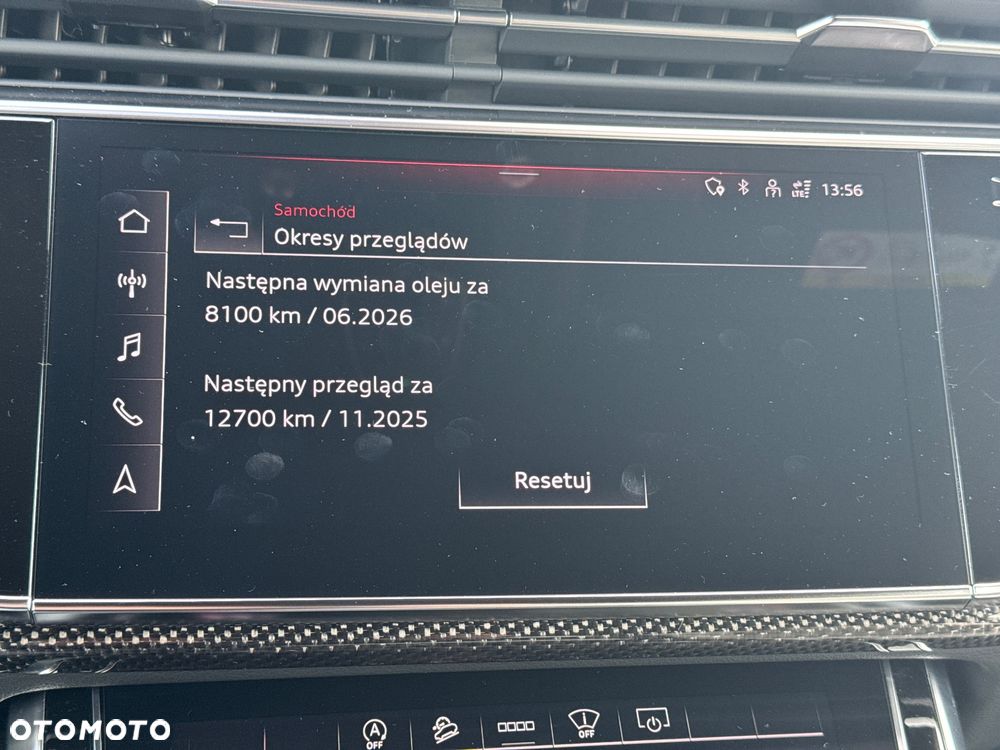 LTE 13:56
Samochód
Okresy przeglądów
Następna wymiana oleju za
8100 km / 06.2026
Następny przegląd za
12700 km / 11.2025
Resetuj
A
OFF
OFF
OTOMOTO